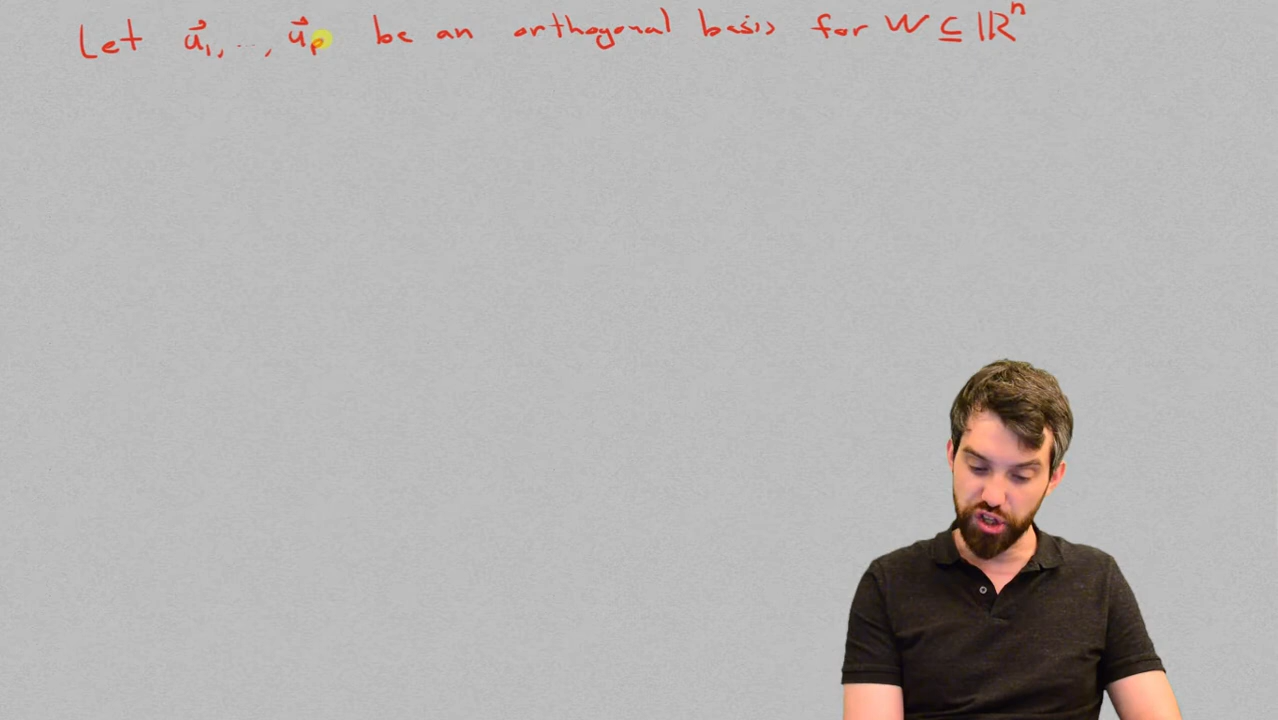 Let u⃗₁, ..., u⃗ₚ be an orthogonal basis for W ⊆ ℝⁿ